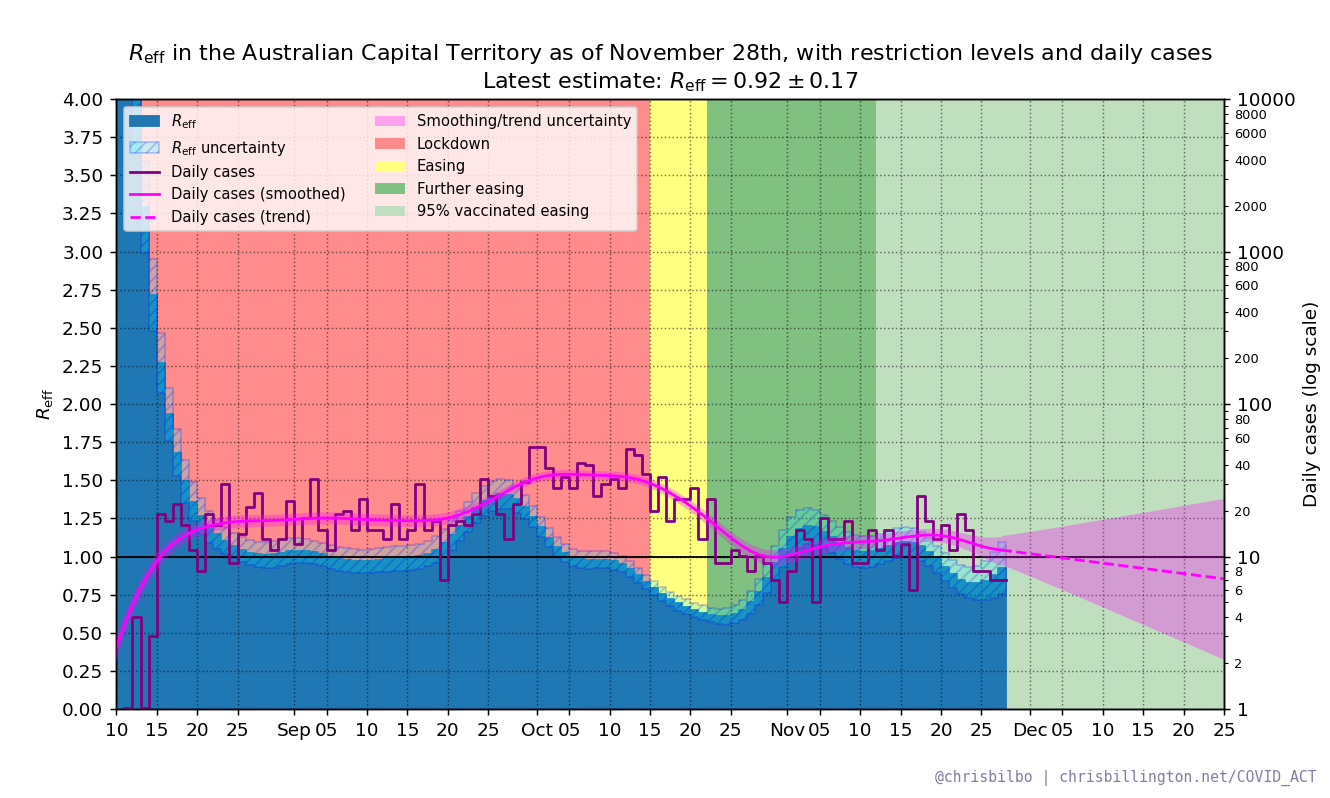 R_eff in the Australian Capital Territory as of November 28th, with restriction levels and daily cases
Latest estimate: R_eff = 0.92 ± 0.17
R_eff
R_eff uncertainty
Daily cases
Daily cases (smoothed)
Daily cases (trend)
Smoothing/trend uncertainty
Lockdown
Easing
Further easing
95% vaccinated easing
R_eff
4.00
3.75
3.50
3.25
3.00
2.75
2.50
2.25
2.00
1.75
1.50
1.25
1.00
0.75
0.50
0.25
0.00
10000
8000
6000
4000
2000
1000
800
600
400
200
100
80
60
40
20
10
8
6
4
2
1
Daily cases (log scale)
10 15 20 25 Sep 05 10 15 20 25 Oct 05 10 15 20 25 Nov 05 10 15 20 25 Dec 05 10 15 20 25
@chrisbilbo | chrisbillington.net/COVID_ACT